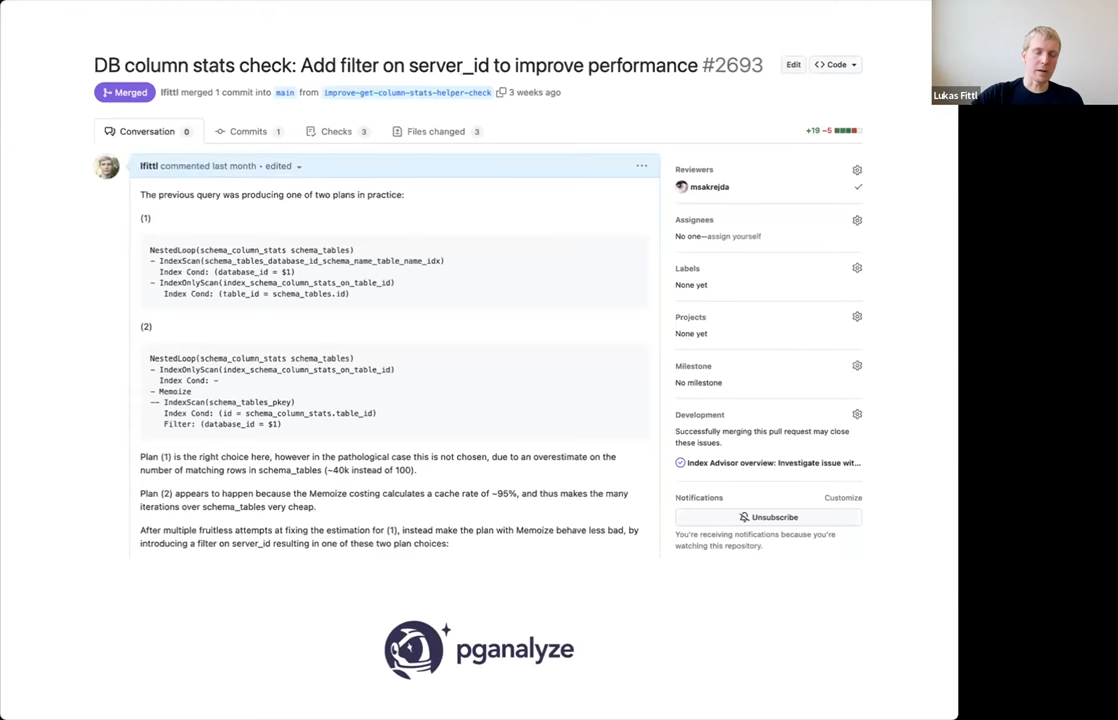 DB column stats check: Add filter on server_id to improve performance #2693
Edit
<> Code
Merged
lfittl merged 1 commit into main from improve-get-column-stats-helper-check 3 weeks ago
Conversation 0
Commits 1
Checks 3
Files changed 3
+19 −5
lfittl commented last month • edited
...
The previous query was producing one of two plans in practice:
(1)
NestedLoop(schema_column_stats schema_tables)
- IndexScan(schema_tables_database_id_schema_name_table_name_idx)
Index Cond: (database_id = $1)
- IndexOnlyScan(index_schema_column_stats_on_table_id)
Index Cond: (table_id = schema_tables.id)
(2)
NestedLoop(schema_column_stats schema_tables)
- IndexOnlyScan(index_schema_column_stats_on_table_id)
Index Cond: -
- Memoize
-- IndexScan(schema_tables_pkey)
Index Cond: (id = schema_column_stats.table_id)
Filter: (database_id = $1)
Plan (1) is the right choice here, however in the pathological case this is not chosen, due to an overestimate on the
number of matching rows in schema_tables (~40k instead of 100).
Plan (2) appears to happen because the Memoize costing calculates a cache rate of ~95%, and thus makes the many
iterations over schema_tables very cheap.
After multiple fruitless attempts at fixing the estimation for (1), instead make the plan with Memoize behave less bad, by
introducing a filter on server_id resulting in one of these two plan choices:
Reviewers
msakrejda
Assignees
No one—assign yourself
Labels
None yet
Projects
None yet
Milestone
No milestone
Development
Successfully merging this pull request may close
these issues.
Index Advisor overview: Investigate issue wit...
Notifications
Customize
Unsubscribe
You're receiving notifications because you're
watching this repository.
pganalyze
Lukas Fittl